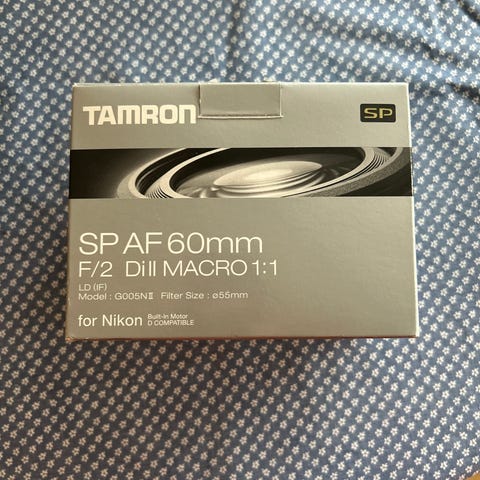 TAMRON
SP
SP AF 60mm
F/2 Di II MACRO 1:1
LD (IF)
Model : G005NⅡ Filter Size : ø55mm
for Nikon Built-In Motor
D COMPATIBLE